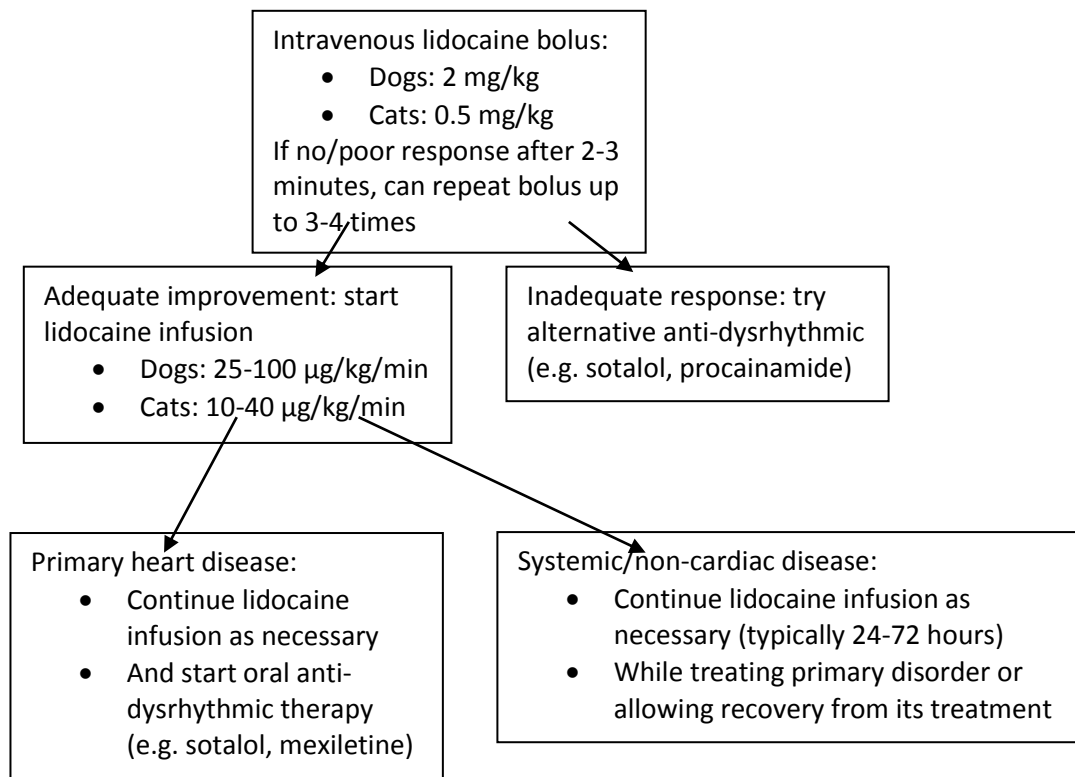 Intravenous lidocaine bolus:
• Dogs: 2 mg/kg
• Cats: 0.5 mg/kg
If no/poor response after 2-3
minutes, can repeat bolus up
to 3-4 times
Adequate improvement: start
lidocaine infusion
• Dogs: 25-100 µg/kg/min
• Cats: 10-40 µg/kg/min
Inadequate response: try
alternative anti-dysrhythmic
(e.g. sotalol, procainamide)
Primary heart disease:
• Continue lidocaine
infusion as necessary
• And start oral anti-
dysrhythmic therapy
(e.g. sotalol, mexiletine)
Systemic/non-cardiac disease:
• Continue lidocaine infusion as
necessary (typically 24-72 hours)
• While treating primary disorder or
allowing recovery from its treatment